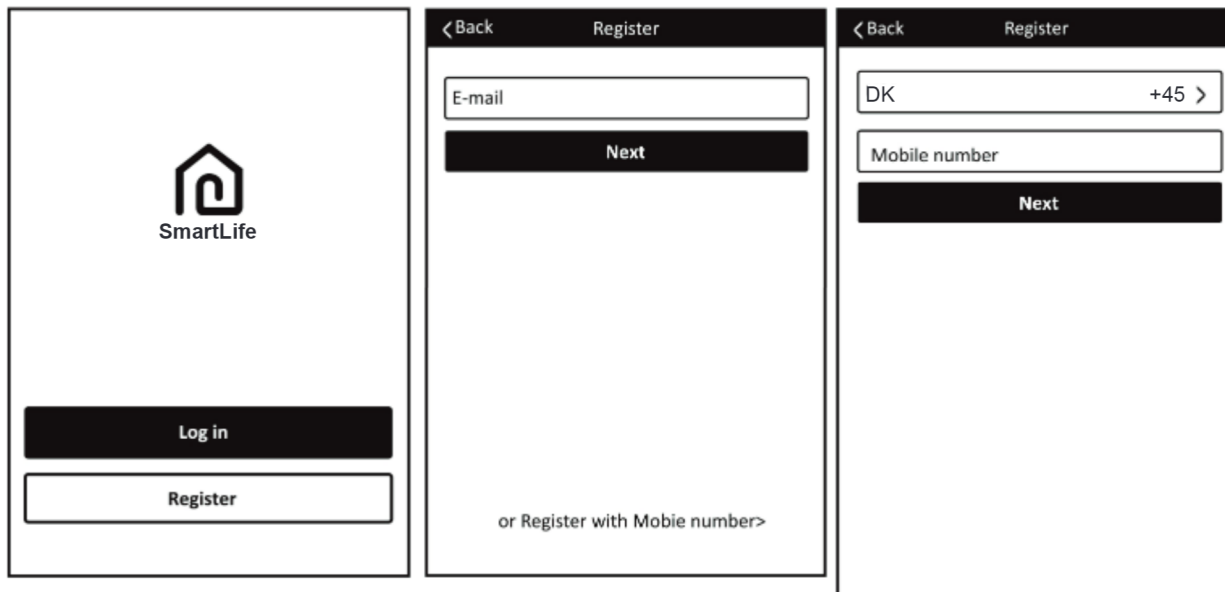 SmartLife
Log in
Register
Back Register
E-mail
Next
or Register with Mobie number>
Back Register
DK +45 >
Mobile number
Next